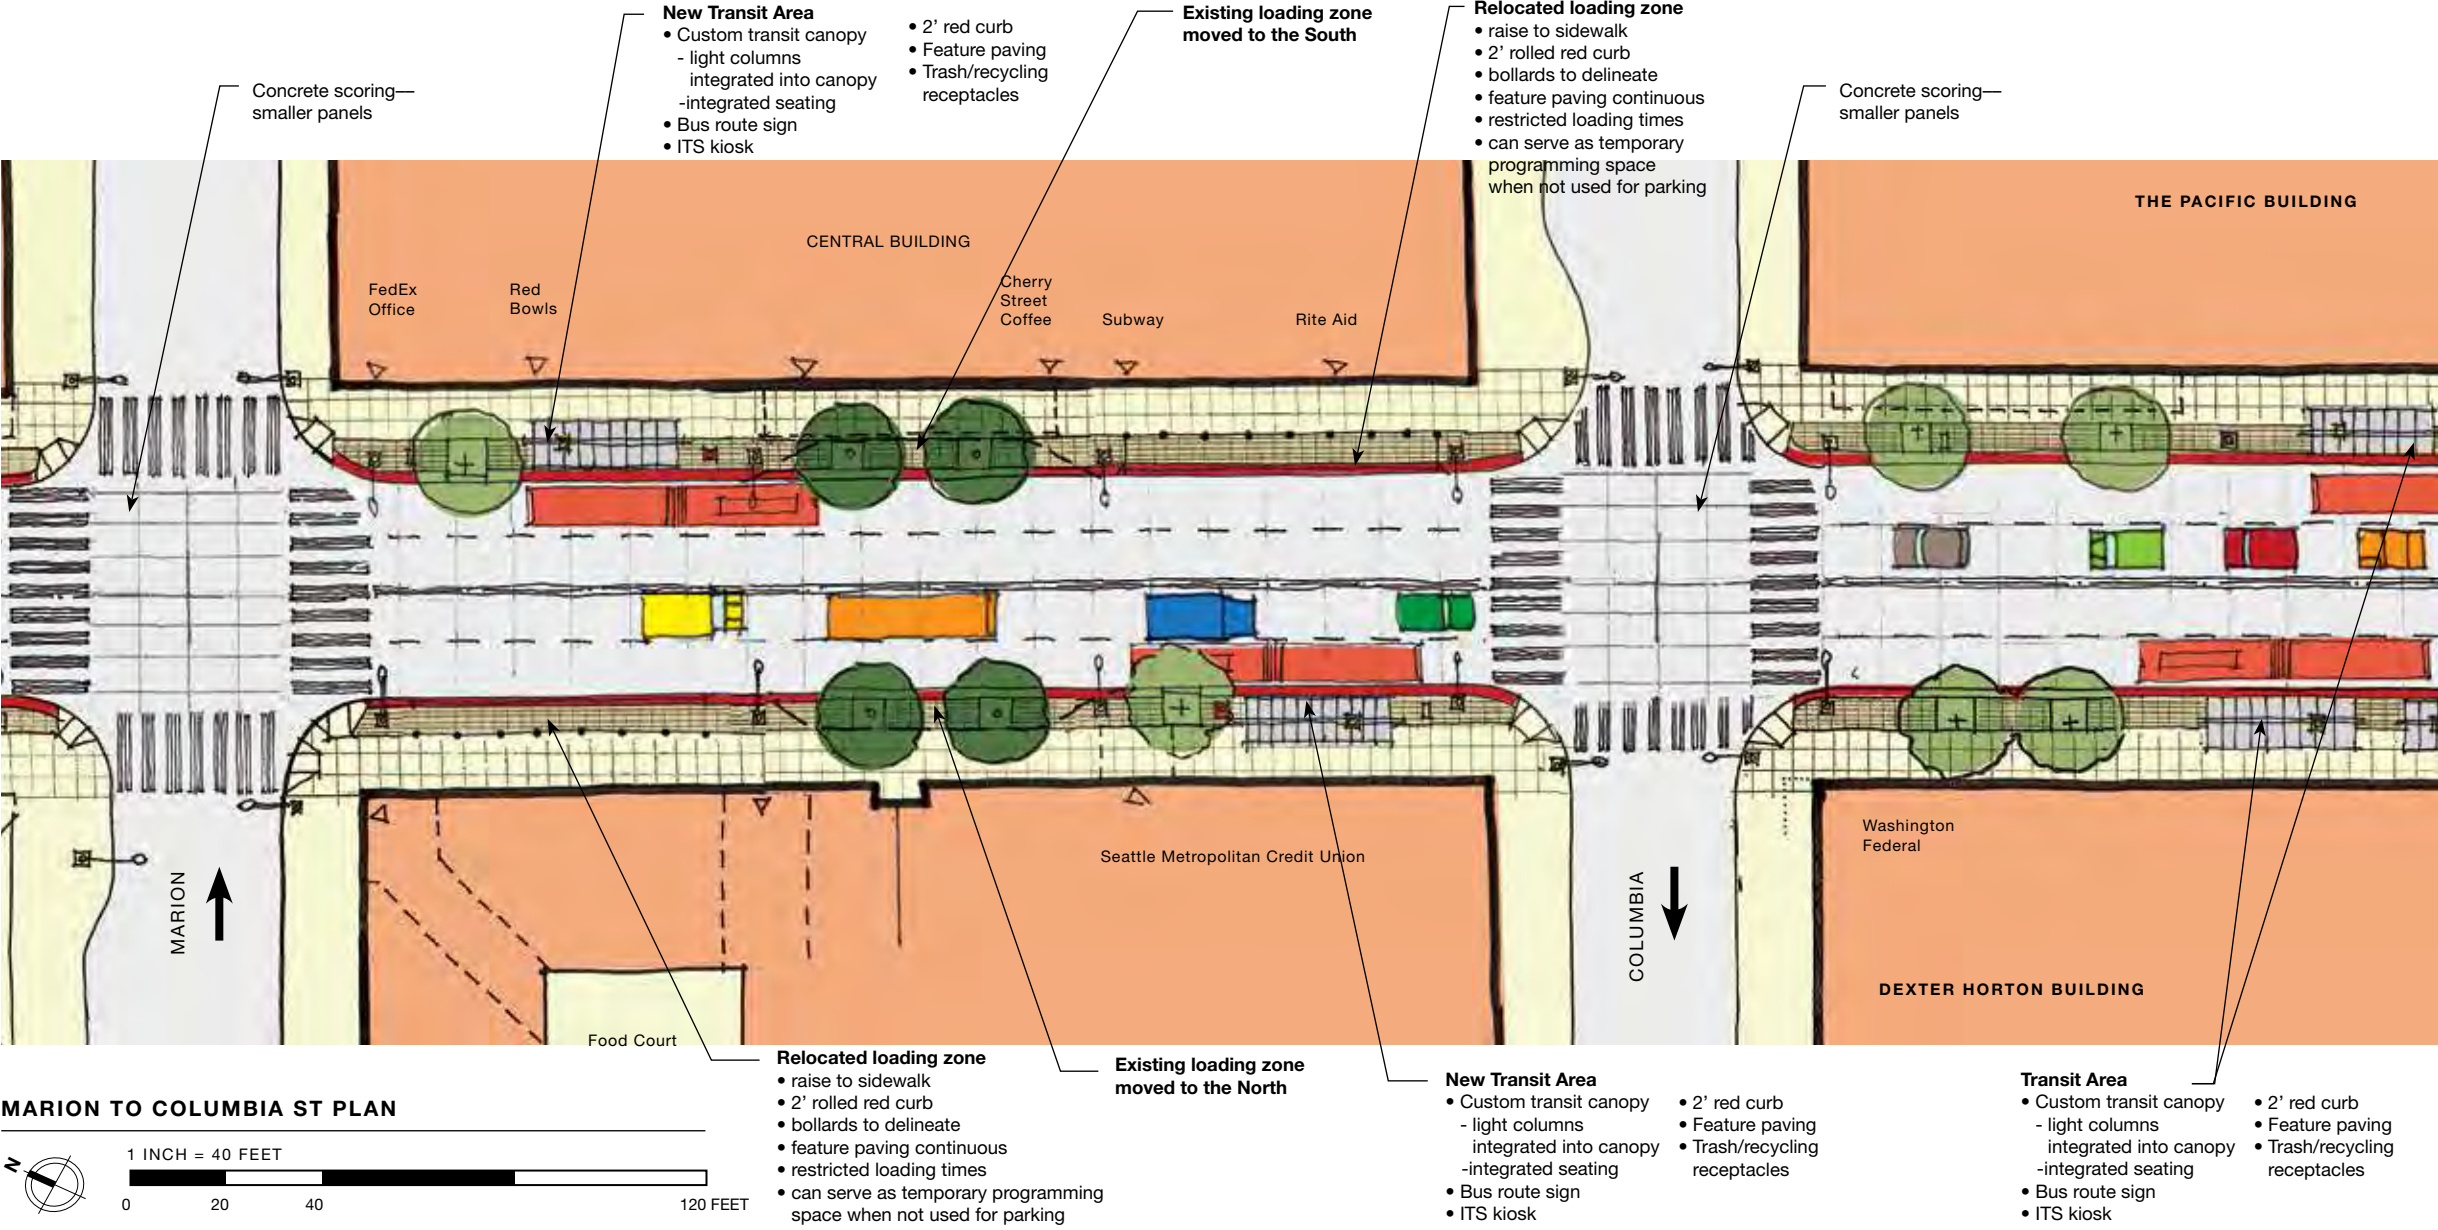 New Transit Area
• Custom transit canopy
- light columns
integrated into canopy
-integrated seating
• Bus route sign
• ITS kiosk
• 2’ red curb
• Feature paving
• Trash/recycling
receptacles
Existing loading zone
moved to the South
Relocated loading zone
• raise to sidewalk
• 2’ rolled red curb
• bollards to delineate
• feature paving continuous
• restricted loading times
• can serve as temporary
programming space
when not used for parking
Concrete scoring—
smaller panels
Concrete scoring—
smaller panels
THE PACIFIC BUILDING
CENTRAL BUILDING
FedEx
Office
Red
Bowls
Cherry
Street
Coffee
Subway
Rite Aid
Washington
Federal
Seattle Metropolitan Credit Union
MARION
COLUMBIA
DEXTER HORTON BUILDING
Food Court
Relocated loading zone
• raise to sidewalk
• 2’ rolled red curb
• bollards to delineate
• feature paving continuous
• restricted loading times
• can serve as temporary programming
space when not used for parking
Existing loading zone
moved to the North
New Transit Area
• Custom transit canopy
- light columns
integrated into canopy
-integrated seating
• Bus route sign
• ITS kiosk
• 2’ red curb
• Feature paving
• Trash/recycling
receptacles
Transit Area
• Custom transit canopy
- light columns
integrated into canopy
-integrated seating
• Bus route sign
• ITS kiosk
• 2’ red curb
• Feature paving
• Trash/recycling
receptacles
MARION TO COLUMBIA ST PLAN
N
1 INCH = 40 FEET
0 20 40 120 FEET